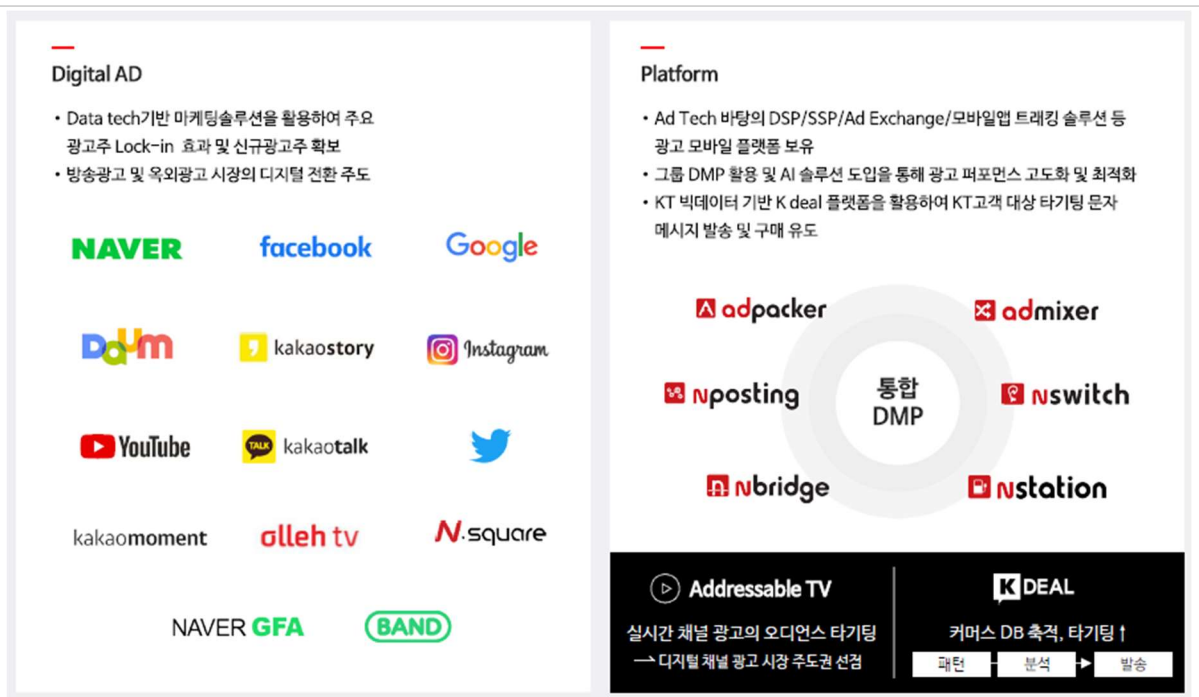 Digital AD
• Data tech기반 마케팅솔루션을 활용하여 주요
광고주 Lock-in 효과 및 신규광고주 확보
• 방송광고 및 옥외광고 시장의 디지털 전환 주도
NAVER facebook Google
Daum kakaostory Instagram
YouTube TALK kakaotalk
kakaomoment olleh tv N.square
NAVER GFA BAND
Platform
• Ad Tech 바탕의 DSP/SSP/Ad Exchange/모바일앱 트래킹 솔루션 등
광고 모바일 플랫폼 보유
• 그룹 DMP 활용 및 AI 솔루션 도입을 통해 광고 퍼포먼스 고도화 및 최적화
• KT 빅데이터 기반 K deal 플랫폼을 활용하여 KT고객 대상 타기팅 문자
메시지 발송 및 구매 유도
adpacker admixer
Nposting 통합 Nswitch
DMP
Nbridge Nstation
Addressable TV
실시간 채널 광고의 오디언스 타기팅
→ 디지털 채널 광고 시장 주도권 선점
K DEAL
커머스 DB 축적, 타기팅↑
패턴 분석 발송